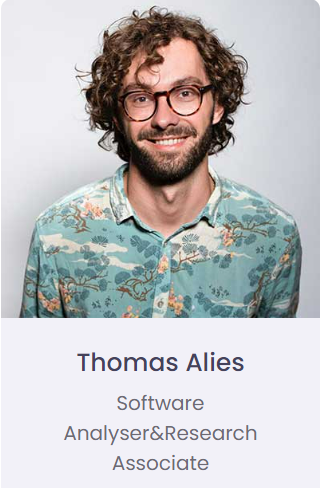 Thomas Alies
Software
Analyser&Research
Associate